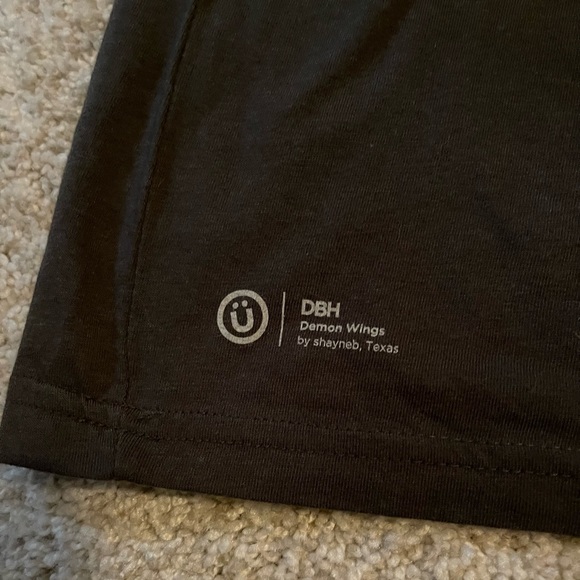 Ü
DBH
Demon Wings
by shayneb, Texas